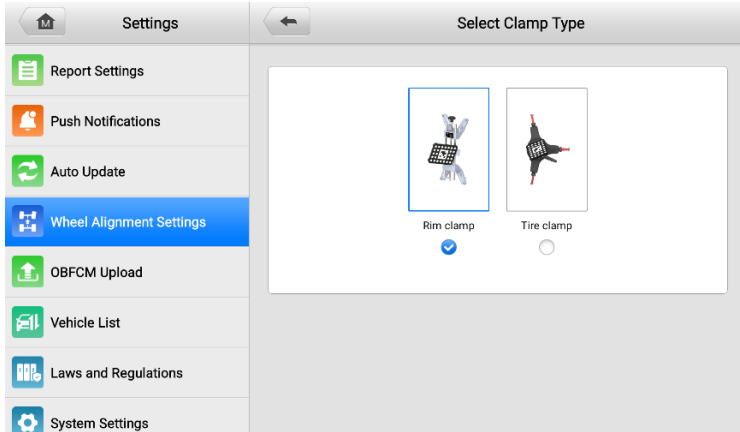 Settings
Select Clamp Type
Report Settings
Push Notifications
Auto Update
Wheel Alignment Settings
OBFCM Upload
Vehicle List
Laws and Regulations
System Settings
Rim clamp
Tire clamp